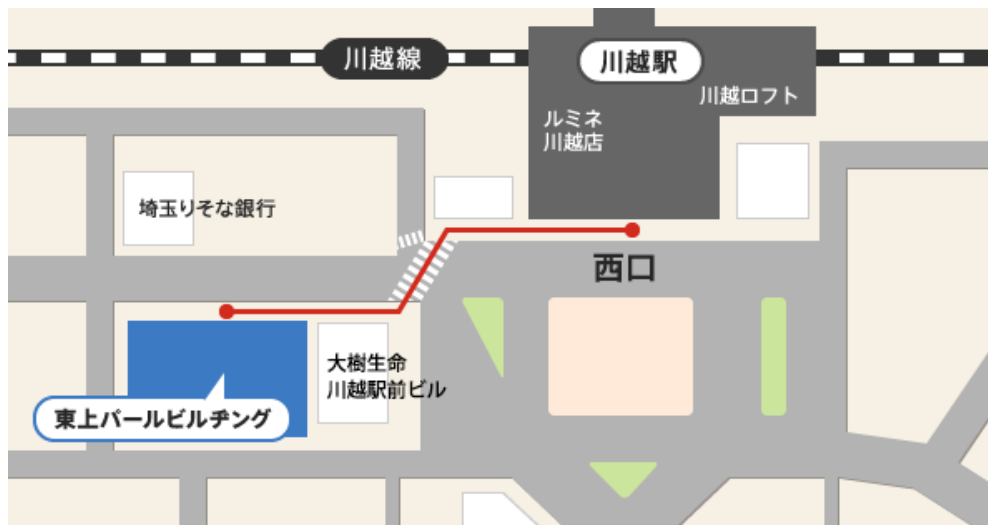 川越線
川越駅
川越ロフト
ルミネ
川越店
埼玉りそな銀行
西口
大樹生命
川越駅前ビル
東上パールビルヂング